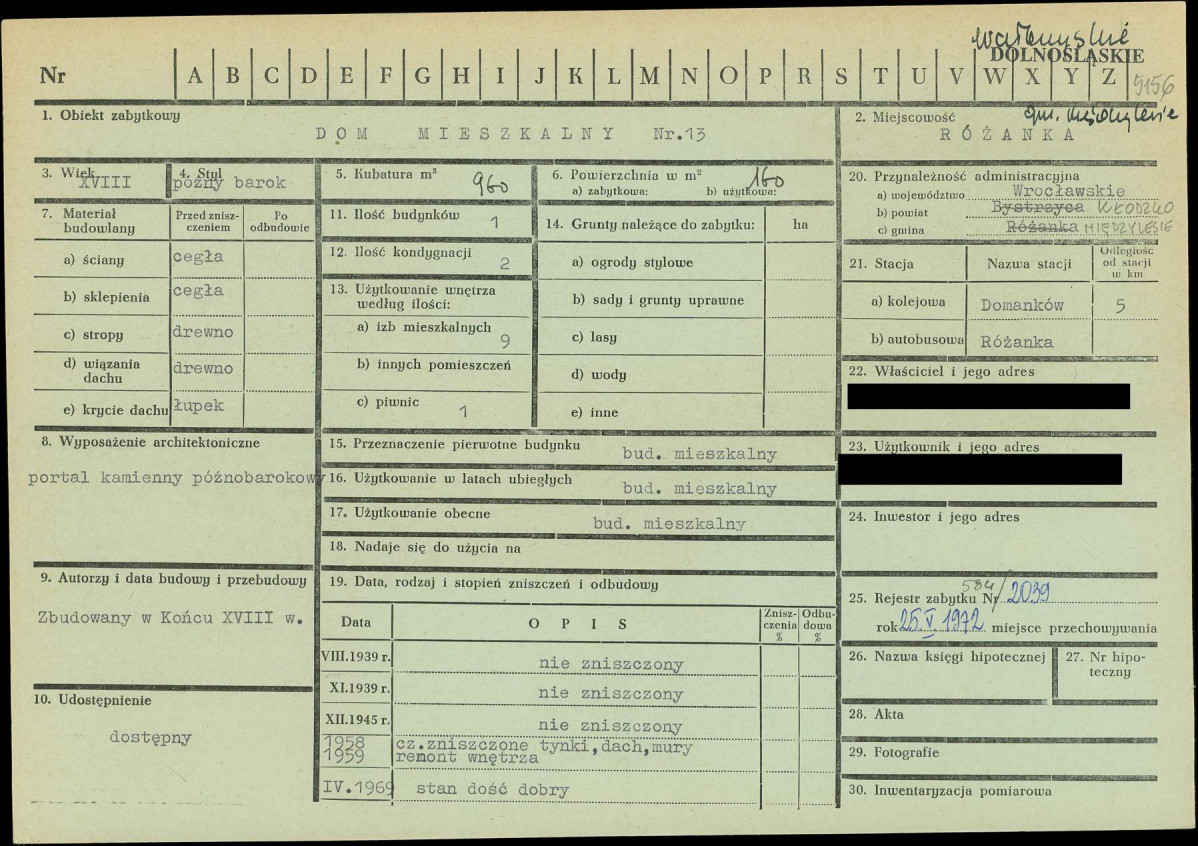 wałbrzyskie
DOLNOŚLĄSKIE
Nr A B C D E F G H I J K L M N O P R S T U V W X Y Z
5156
1. Obiekt zabytkowy
DOM MIESZKALNY Nr.13
2. Miejscowość gm. Międzylesie
RÓŻANKA
3. Wiek
XVIII
4. Styl
późny barok
5. Kubatura m³ 960
6. Powierzchnia w m² 160
a) zabytkowa: b) użytkowa:
20. Przynależność administracyjna
a) województwo Wrocławskie
b) powiat Bystrzyca KŁODZKO
c) gmina Różanka MIĘDZYLESIE
7. Materiał budowlany
Przed zniszczeniem
Po odbudowie
a) ściany cegła
b) sklepienia cegła
c) stropy drewno
d) wiązania dachu drewno
e) krycie dachu łupek
11. Ilość budynków 1
12. Ilość kondygnacji 2
13. Użytkowanie wnętrza według ilości:
a) izb mieszkalnych 9
b) innych pomieszczeń
c) piwnic 1
14. Grunty należące do zabytku: ha
a) ogrody stylowe
b) sady i grunty uprawne
c) lasy
d) wody
e) inne
21. Stacja Nazwa stacji Odległość od stacji w km
a) kolejowa Domanków 5
b) autobusowa Różanka
22. Właściciel i jego adres
23. Użytkownik i jego adres
24. Inwestor i jego adres
8. Wyposażenie architektoniczne
portal kamienny późnobarokowy
15. Przeznaczenie pierwotne budynku bud. mieszkalny
16. Użytkowanie w latach ubiegłych bud. mieszkalny
17. Użytkowanie obecne bud. mieszkalny
18. Nadaje się do użycia na
9. Autorzy i data budowy i przebudowy
Zbudowany w Końcu XVIII w.
10. Udostępnienie
dostępny
19. Data, rodzaj i stopień zniszczeń i odbudowy
Data OPIS Zniszczenia % Odbudowa %
VIII.1939 r. nie zniszczony
XI.1939 r. nie zniszczony
XII.1945 r. nie zniszczony
1958 cz.zniszczone tynki,dach,mury
1959 remont wnętrza
IV.1969 stan dość dobry
25. Rejestr zabytku Nr 584/2039
rok 25 V 1972 miejsce przechowywania
26. Nazwa księgi hipotecznej
27. Nr hipoteczny
28. Akta
29. Fotografie
30. Inwentaryzacja pomiarowa